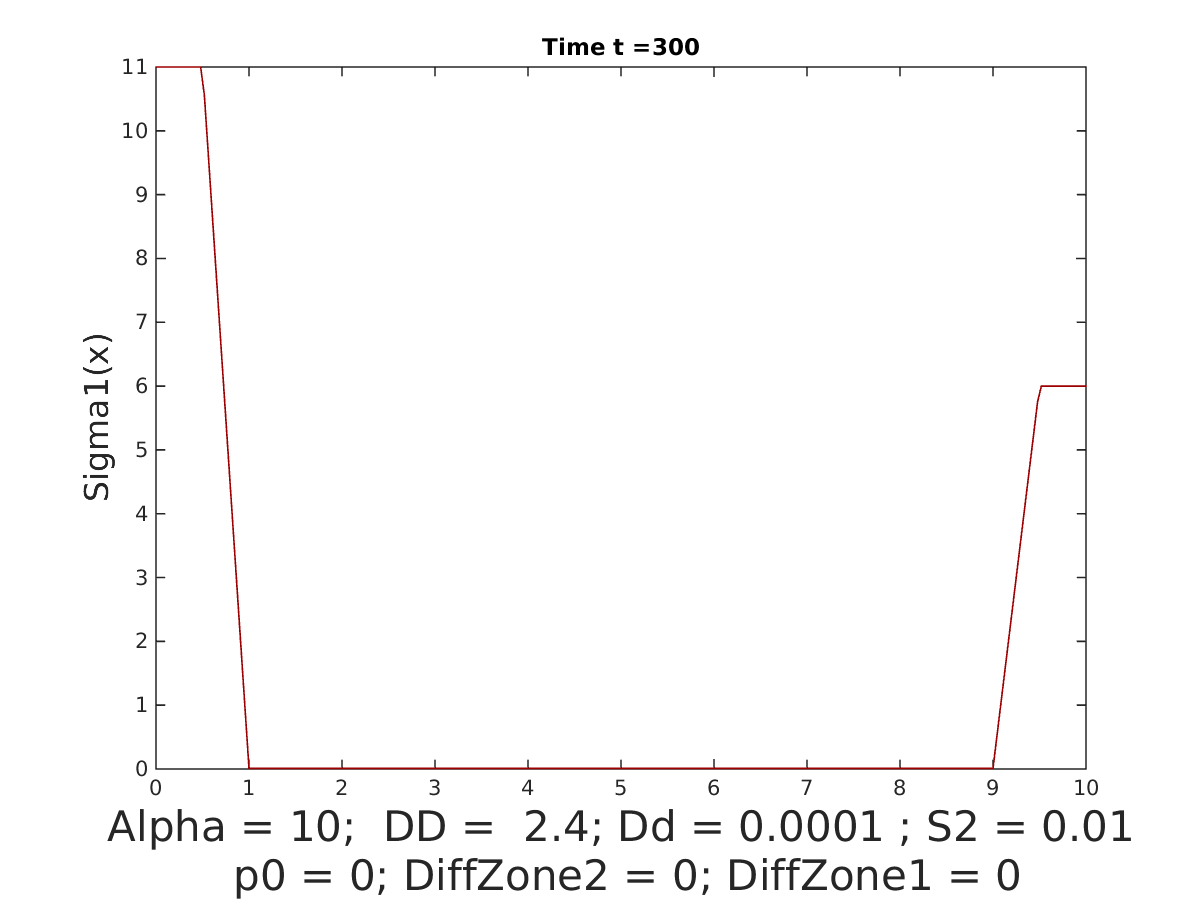 Time t =300
11
10
9
8
7
6
5
4
3
2
1
0
Sigma1(x)
0 1 2 3 4 5 6 7 8 9 10
Alpha = 10;  DD =  2.4; Dd = 0.0001 ; S2 = 0.01
p0 = 0; DiffZone2 = 0; DiffZone1 = 0